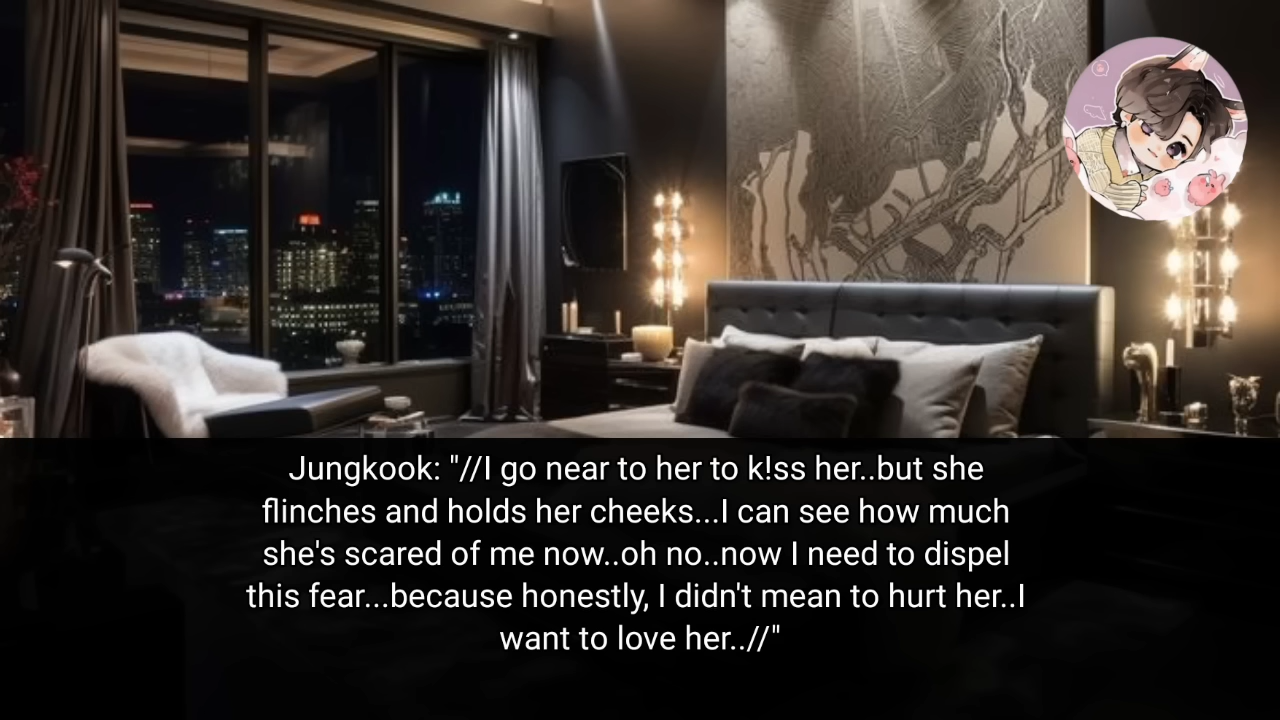 Jungkook: "//I go near to her to k!ss her..but she
flinches and holds her cheeks...I can see how much
she's scared of me now..oh no..now I need to dispel
this fear...because honestly, I didn't mean to hurt her..I
want to love her..//"